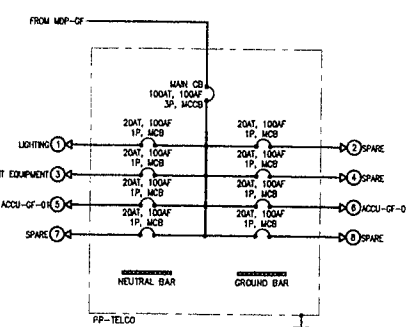 FROM MDP-GF
MAIN CB
100AT, 100AF
3P, MCCB
20AT, 100AF
1P, MCB
20AT, 100AF
1P, MCB
LIGHTING 1
2 SPARE
20AT, 100AF
1P, MCB
20AT, 100AF
1P, MCB
T EQUIPMENT 3
4 SPARE
20AT, 100AF
1P, MCB
20AT, 100AF
1P, MCB
ACCU-GF-01 5
6 ACCU-GF-0
20AT, 100AF
1P, MCB
20AT, 100AF
1P, MCB
SPARE 7
8 SPARE
NEUTRAL BAR
GROUND BAR
PP-TELCO